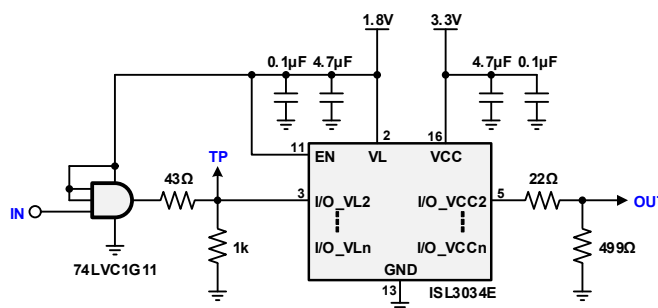 1.8V 3.3V
0.1µF 4.7µF 4.7µF 0.1µF
2 16
11 EN VL VCC
TP
43Ω 22Ω
3 I/O_VL2 I/O_VCC2 5
IN OUT
I/O_VLn I/O_VCCn
1k 499Ω
GND
74LVC1G11 13 ISL3034E